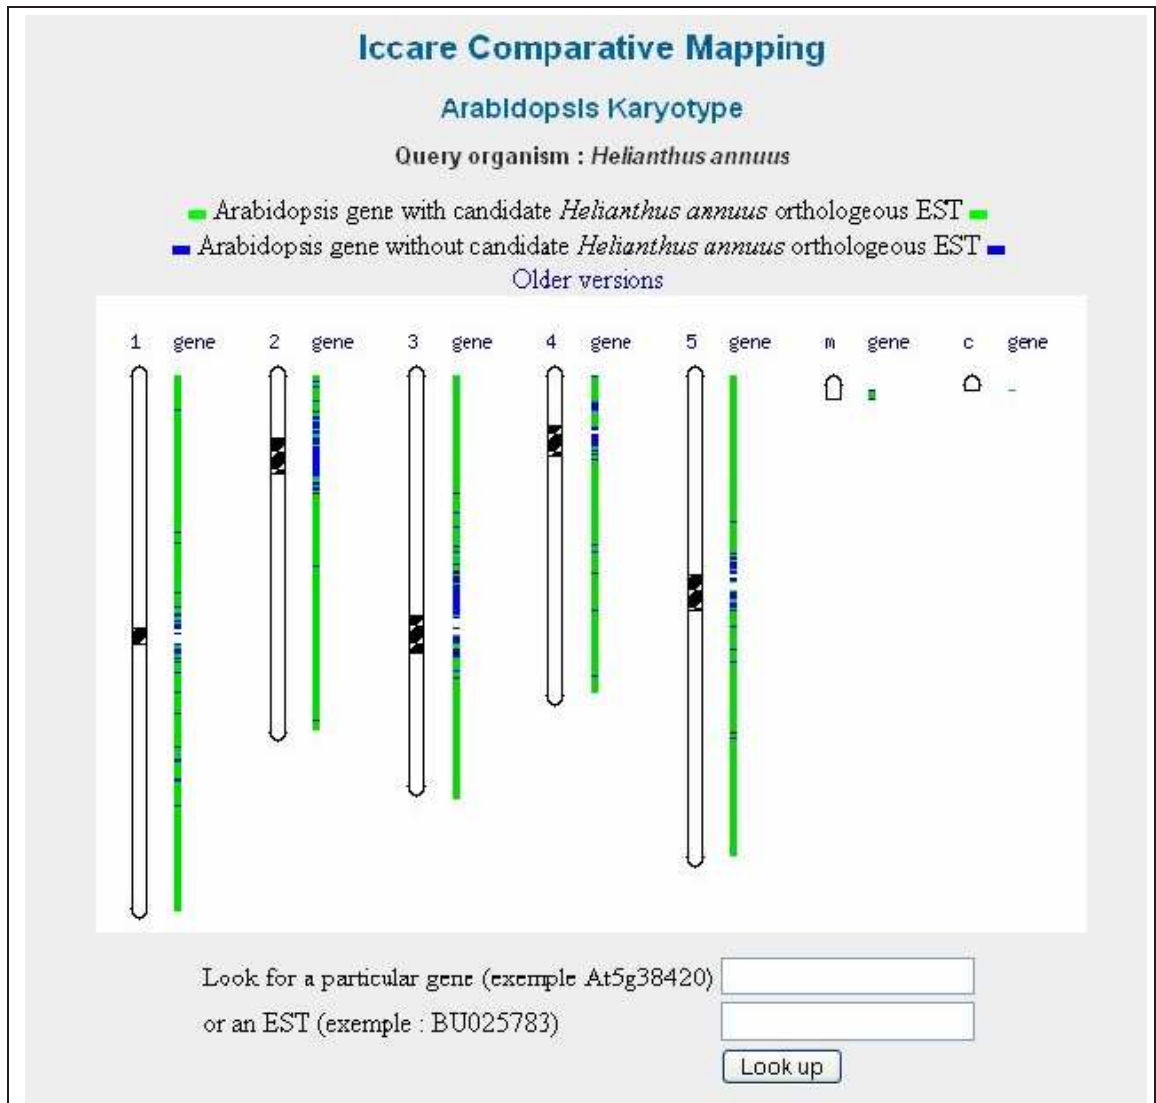 Iccare Comparative Mapping
Arabidopsis Karyotype
Query organism : Helianthus annuus
Arabidopsis gene with candidate Helianthus annuus orthologeous EST
Arabidopsis gene without candidate Helianthus annuus orthologeous EST
Older versions
1 gene 2 gene 3 gene 4 gene 5 gene m gene c gene
Look for a particular gene (exemple At5g38420)
or an EST (exemple : BU025783)
Look up